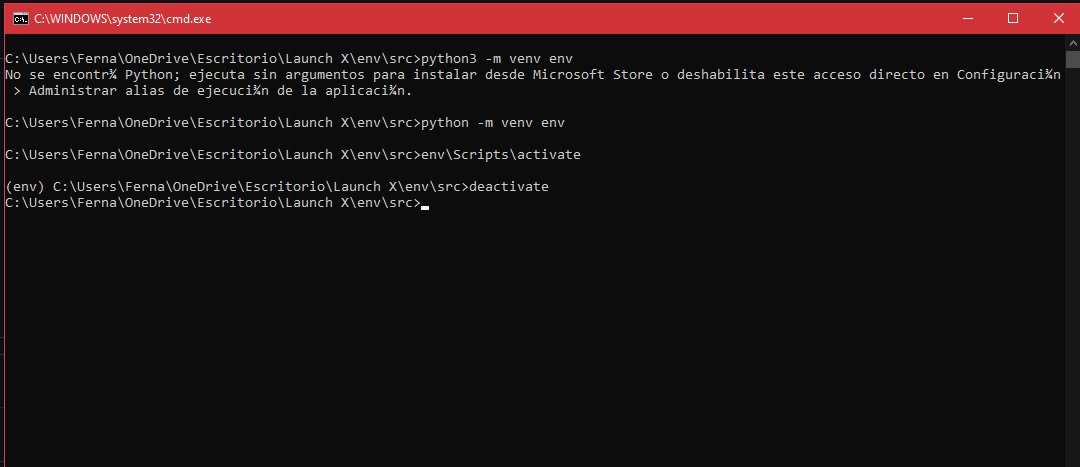 C:\WINDOWS\system32\cmd.exe
C:\Users\Ferna\OneDrive\Escritorio\Launch X\env\src>python3 -m venv env
No se encontr¾ Python; ejecuta sin argumentos para instalar desde Microsoft Store o deshabilita este acceso directo en Configuraci¾n
> Administrar alias de ejecuci¾n de la aplicaci¾n.
C:\Users\Ferna\OneDrive\Escritorio\Launch X\env\src>python -m venv env
C:\Users\Ferna\OneDrive\Escritorio\Launch X\env\src>env\Scripts\activate
(env) C:\Users\Ferna\OneDrive\Escritorio\Launch X\env\src>deactivate
C:\Users\Ferna\OneDrive\Escritorio\Launch X\env\src>